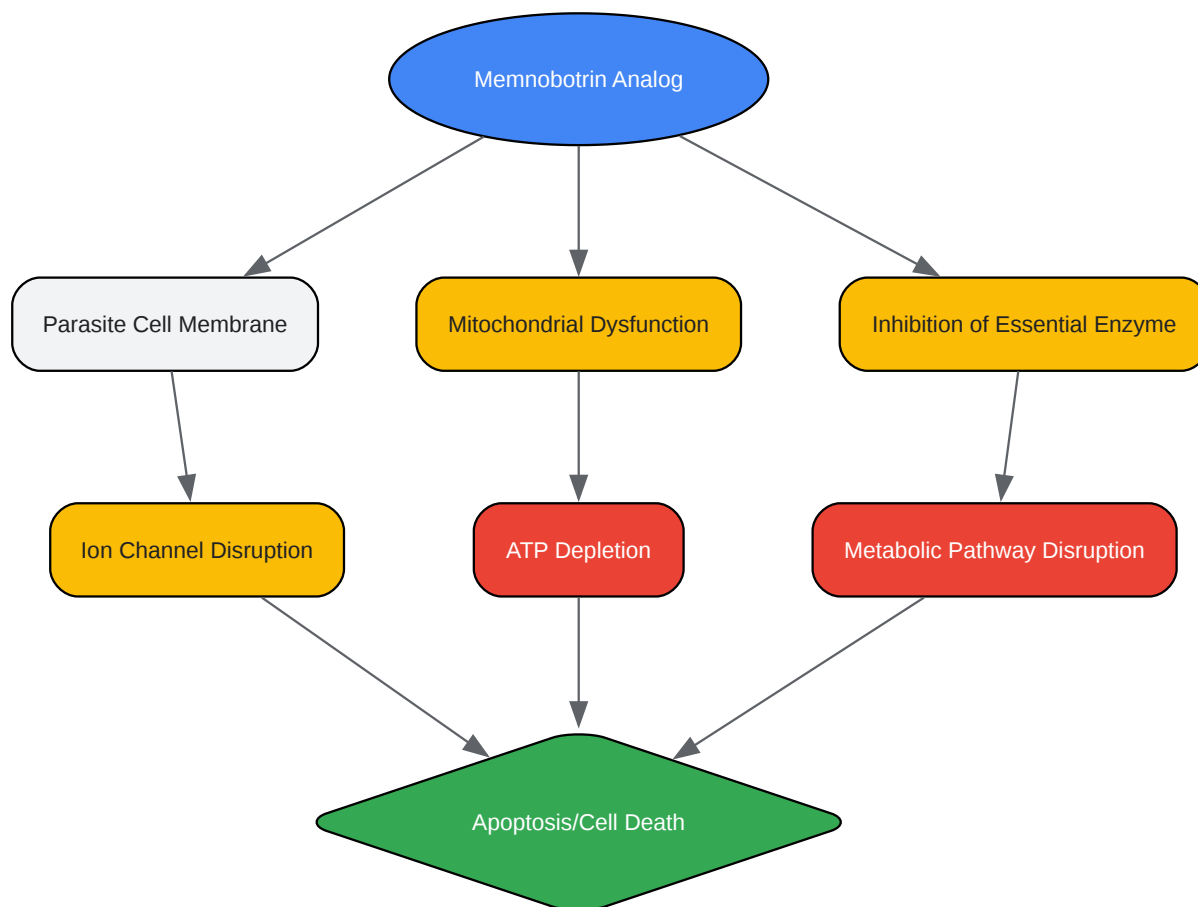 Memnobotrin Analog
Parasite Cell Membrane
Mitochondrial Dysfunction
Inhibition of Essential Enzyme
Ion Channel Disruption
ATP Depletion
Metabolic Pathway Disruption
Apoptosis/Cell Death